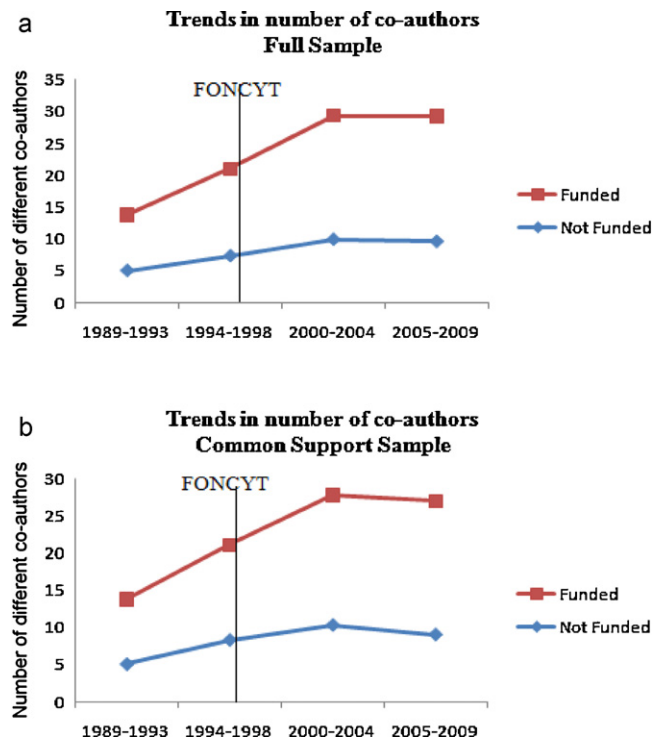 a
Trends in number of co-authors
Full Sample
Number of different co-authors
35
30
25
20
15
10
5
0
FONCYT
Funded
Not Funded
1989-1993 1994-1998 2000-2004 2005-2009
b
Trends in number of co-authors
Common Support Sample
Number of different co-authors
30
25
20
15
10
5
0
FONCYT
Funded
Not Funded
1989-1993 1994-1998 2000-2004 2005-2009